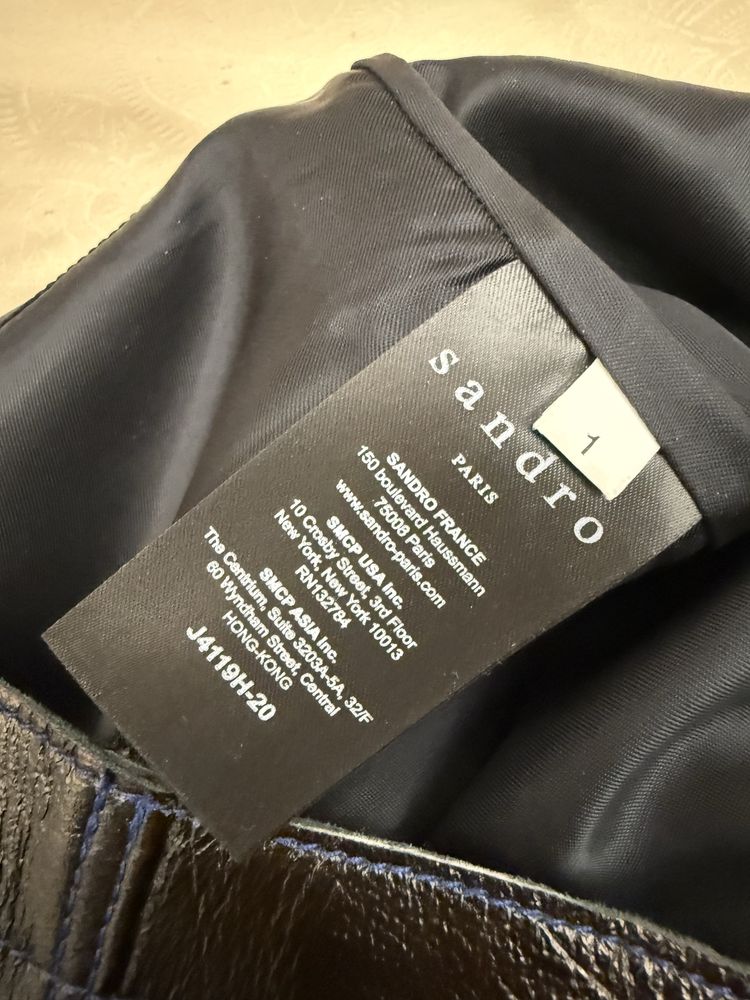 sandro
PARIS
1
SANDRO FRANCE
150 boulevard Haussmann
75008 Paris
www.sandro-paris.com
SMCP USA Inc.
10 Crosby Street, 3rd Floor
New York, New York 10013
RN132784
SMCP ASIA Inc.
The Centrium, Suite 3203A-5A, 32/F
60 Wyndham Street, Central
HONG-KONG
J4119H-20